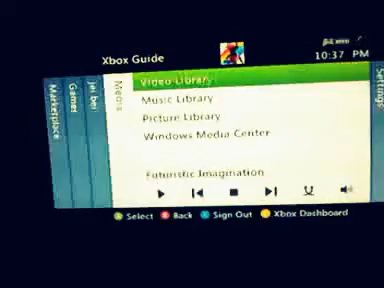 Xbox Guide
10:37 PM
Marketplace
Games
Media
Settings
Video Library
Music Library
Picture Library
Windows Media Center
Futuristic Imagination
A Select B Back X Sign Out Y Xbox Dashboard